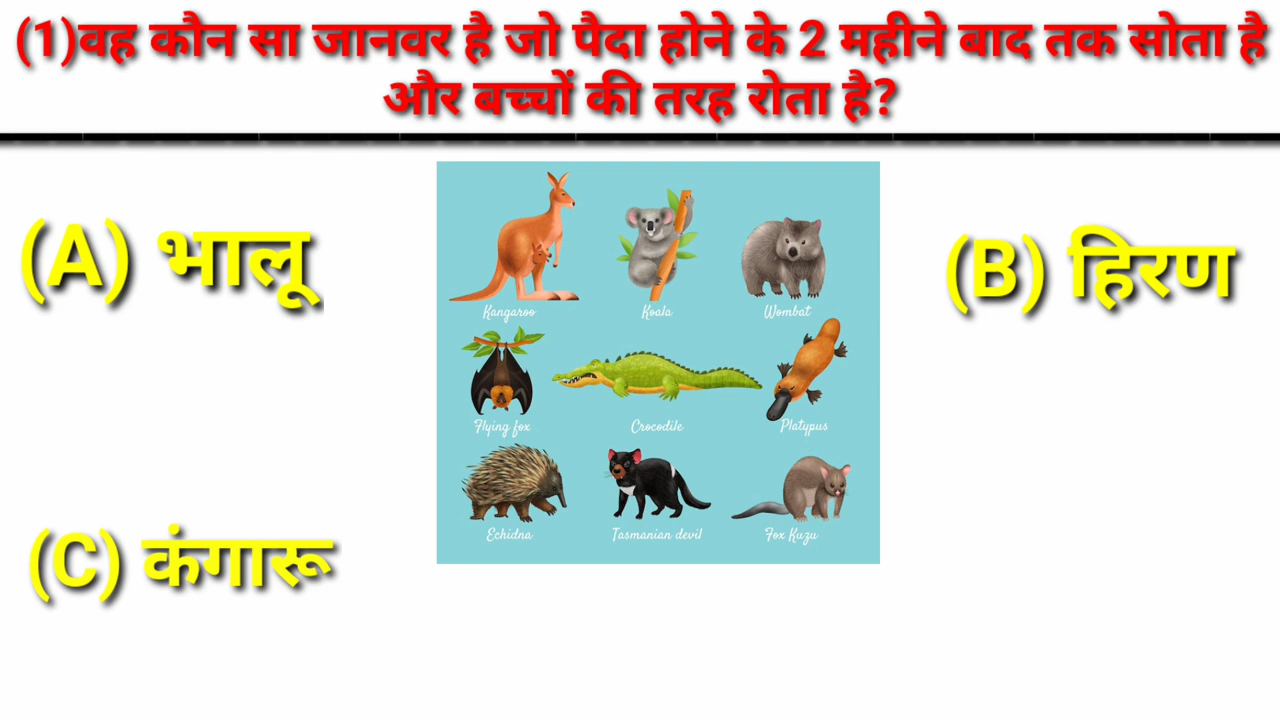 (1)वह कौन सा जानवर है जो पैदा होने के 2 महीने बाद तक सोता है
और बच्चों की तरह रोता है?
(A) भालू
(B) हिरण
Kangaroo
Koala
Wombat
Flying fox
Crocodile
Platypus
Echidna
Tasmanian devil
Fox Kuzu
(C) कंगारू